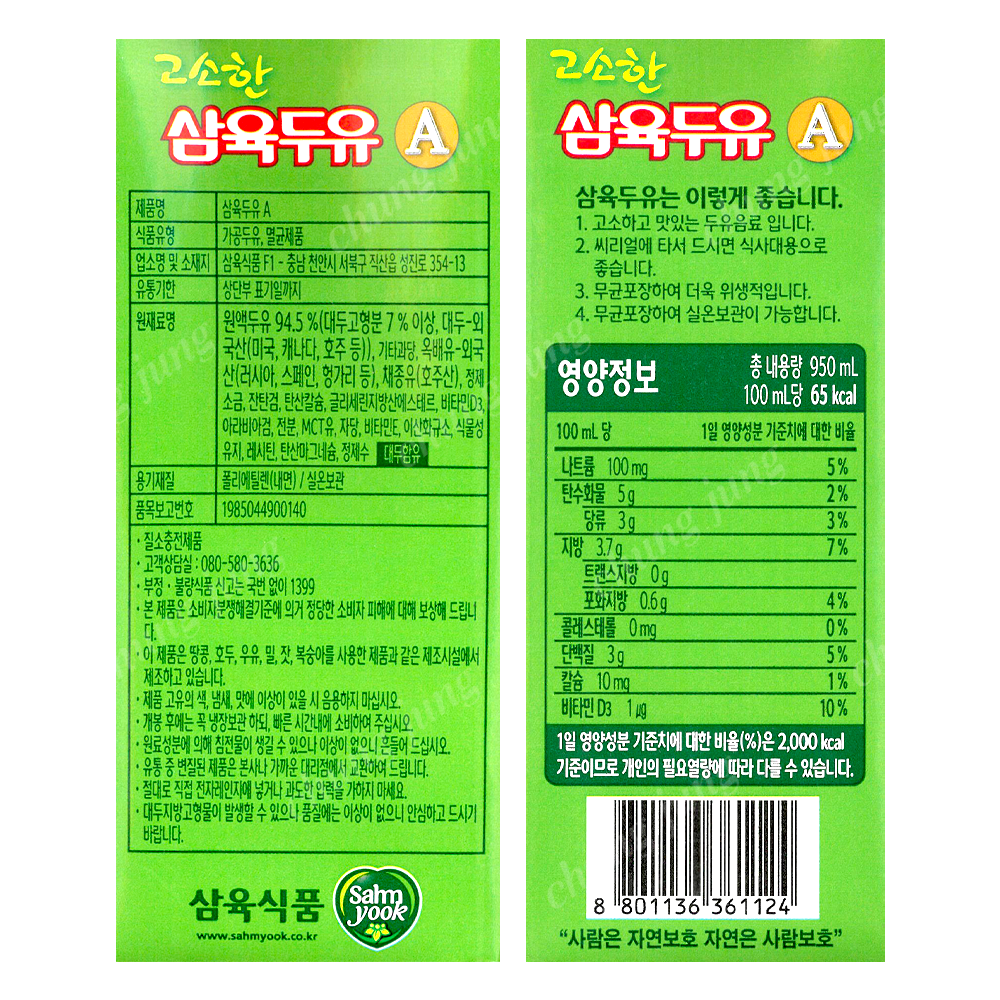 고소한
삼육두유 A
제품명 삼육두유 A
식품유형 가공두유, 멸균제품
업소명 및 소재지 삼육식품 F1 - 충남 천안시 서북구 직산읍 성진로 354-13
유통기한 상단부 표기일까지
원재료명 원액두유 94.5 %(대두고형분 7 % 이상, 대두-외
국산(미국, 캐나다, 호주 등)), 기타과당, 옥배유-외국
산(러시아, 스페인, 헝가리 등), 채종유(호주산), 정제
소금, 잔탄검, 탄산칼슘, 글리세린지방산에스테르, 비타민D3,
아라비아검, 전분, MCT유, 자당, 비타민E, 이산화규소, 식물성
유지, 레시틴, 탄산마그네슘, 정제수 대두함유
용기재질 폴리에틸렌(내면) / 실온보관
품목보고번호 1985044900140
· 질소충전제품
· 고객상담실 : 080-580-3636
· 부정 · 불량식품 신고는 국번 없이 1399
· 본 제품은 소비자분쟁해결기준에 의거 정당한 소비자 피해에 대해 보상해 드립니
다.
· 이 제품은 땅콩, 호두, 우유, 밀, 잣, 복숭아를 사용한 제품과 같은 제조시설에서
제조하고 있습니다.
· 제품 고유의 색, 냄새, 맛에 이상이 있을 시 음용하지 마십시오.
· 개봉 후에는 꼭 냉장보관 하되, 빠른 시간내에 소비하여 주십시오.
· 원료성분에 의해 침전물이 생길 수 있으나 이상이 없으니 흔들어 드십시오.
· 유통 중 변질된 제품은 본사나 가까운 대리점에서 교환하여 드립니다.
· 절대로 직접 전자레인지에 넣거나 과도한 압력을 가하지 마세요.
· 대두지방고형물이 발생할 수 있으나 품질에는 이상이 없으니 안심하고 드시기
바랍니다.
삼육식품
www.sahmyook.co.kr
Sahm
yook
고소한
삼육두유 A
삼육두유는 이렇게 좋습니다.
1. 고소하고 맛있는 두유음료 입니다.
2. 씨리얼에 타서 드시면 식사대용으로
좋습니다.
3. 무균포장하여 더욱 위생적입니다.
4. 무균포장하여 실온보관이 가능합니다.
영양정보
총 내용량 950 mL
100 mL당 65 kcal
100 mL 당 1일 영양성분 기준치에 대한 비율
나트륨 100 mg 5 %
탄수화물 5 g 2 %
당류 3 g 3 %
지방 3.7 g 7 %
트랜스지방 0 g
포화지방 0.6 g 4 %
콜레스테롤 0 mg 0 %
단백질 3 g 5 %
칼슘 10 mg 1 %
비타민 D3 1 μg 10 %
1일 영양성분 기준치에 대한 비율(%)은 2,000 kcal
기준이므로 개인의 필요열량에 따라 다를 수 있습니다.
8 801136 361124
“사람은 자연보호 자연은 사람보호”
chung jung